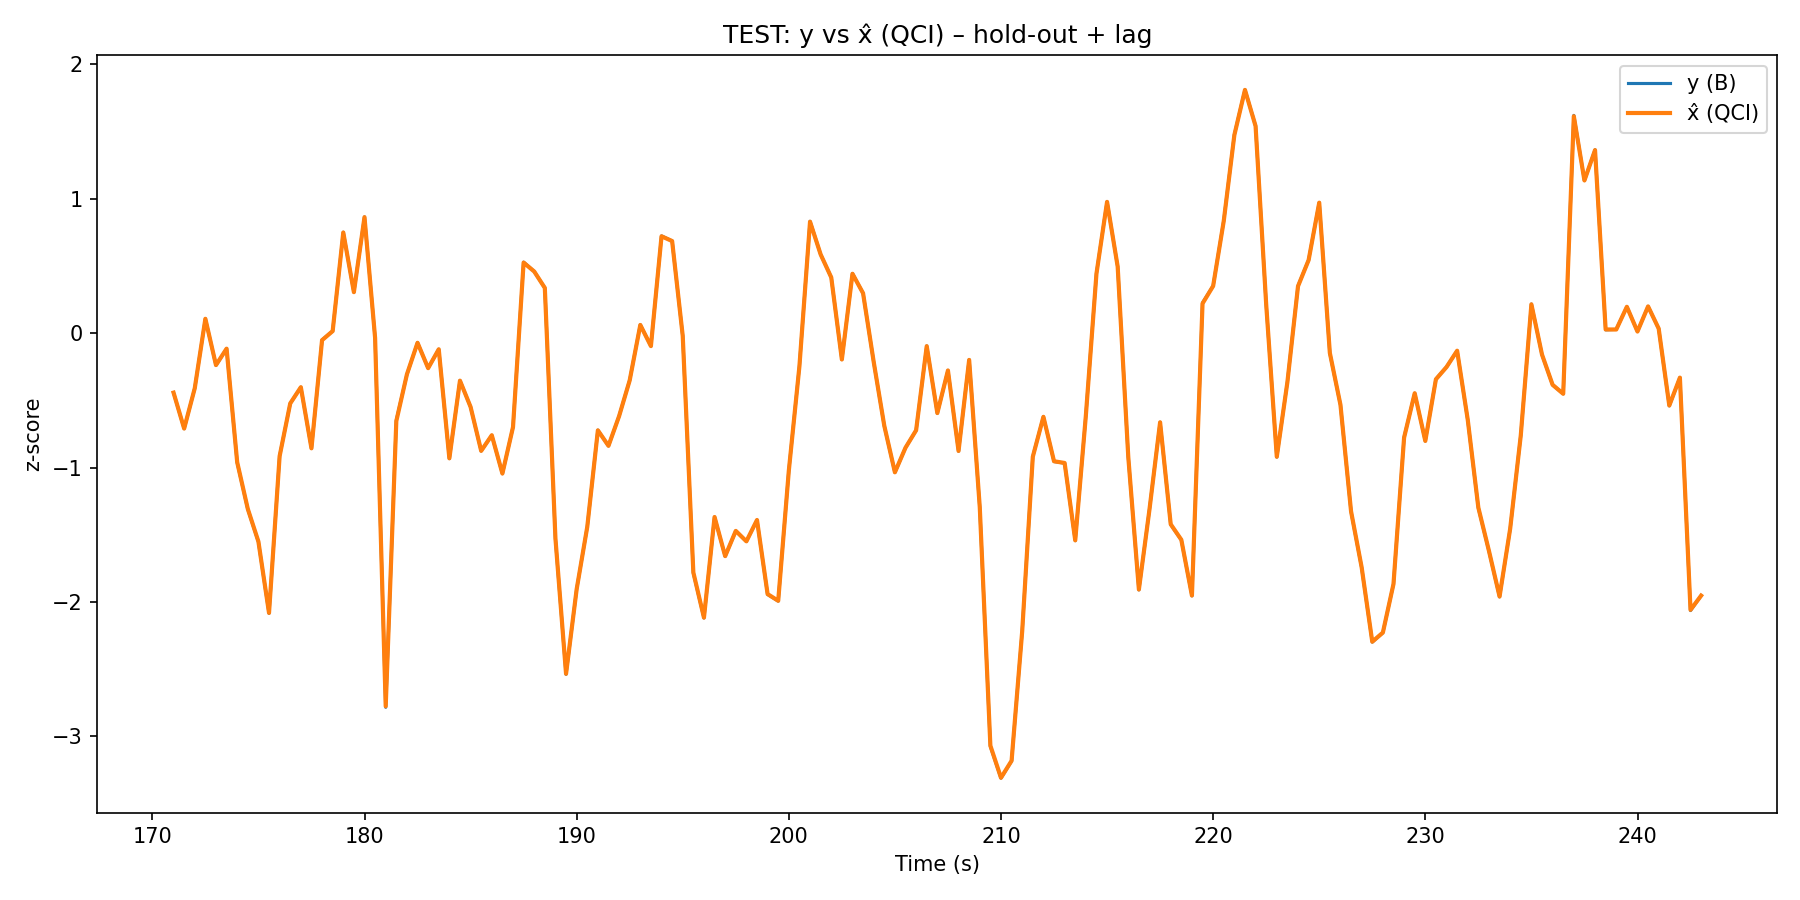 TEST: y vs x̂ (QCI) – hold-out + lag
y (B)
x̂ (QCI)
z-score
2
1
0
−1
−2
−3
170 180 190 200 210 220 230 240
Time (s)